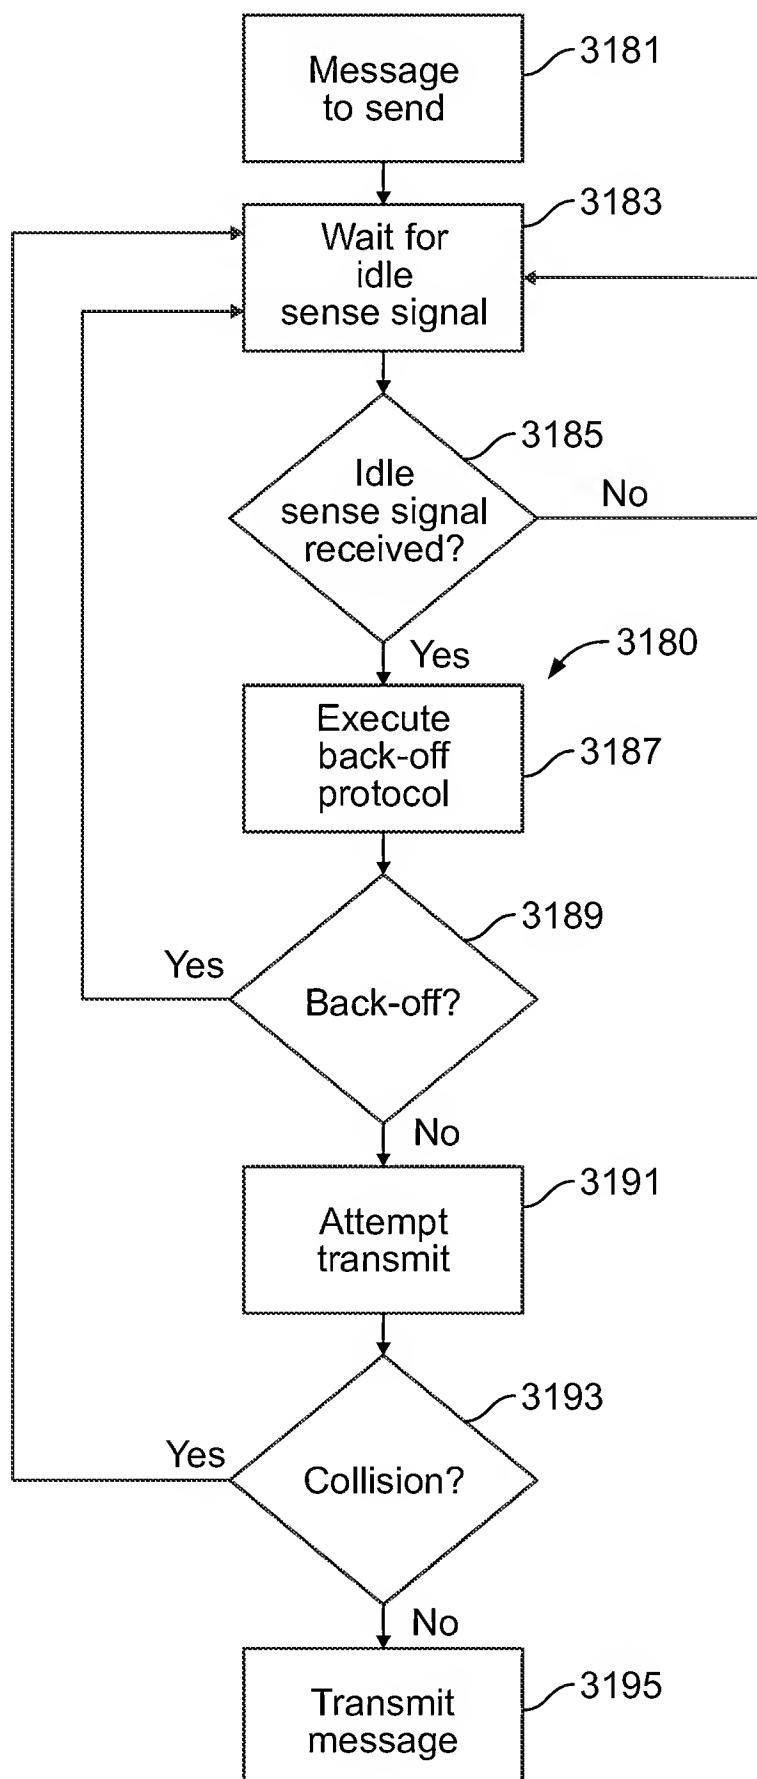 Message
to send
3181
3183
Wait for
idle
sense signal
3185
Idle
sense signal
received?
No
Yes
3180
Execute
back-off
protocol
3187
3189
Yes
Back-off?
No
3191
Attempt
transmit
3193
Yes
Collision?
No
3195
Transmit
message